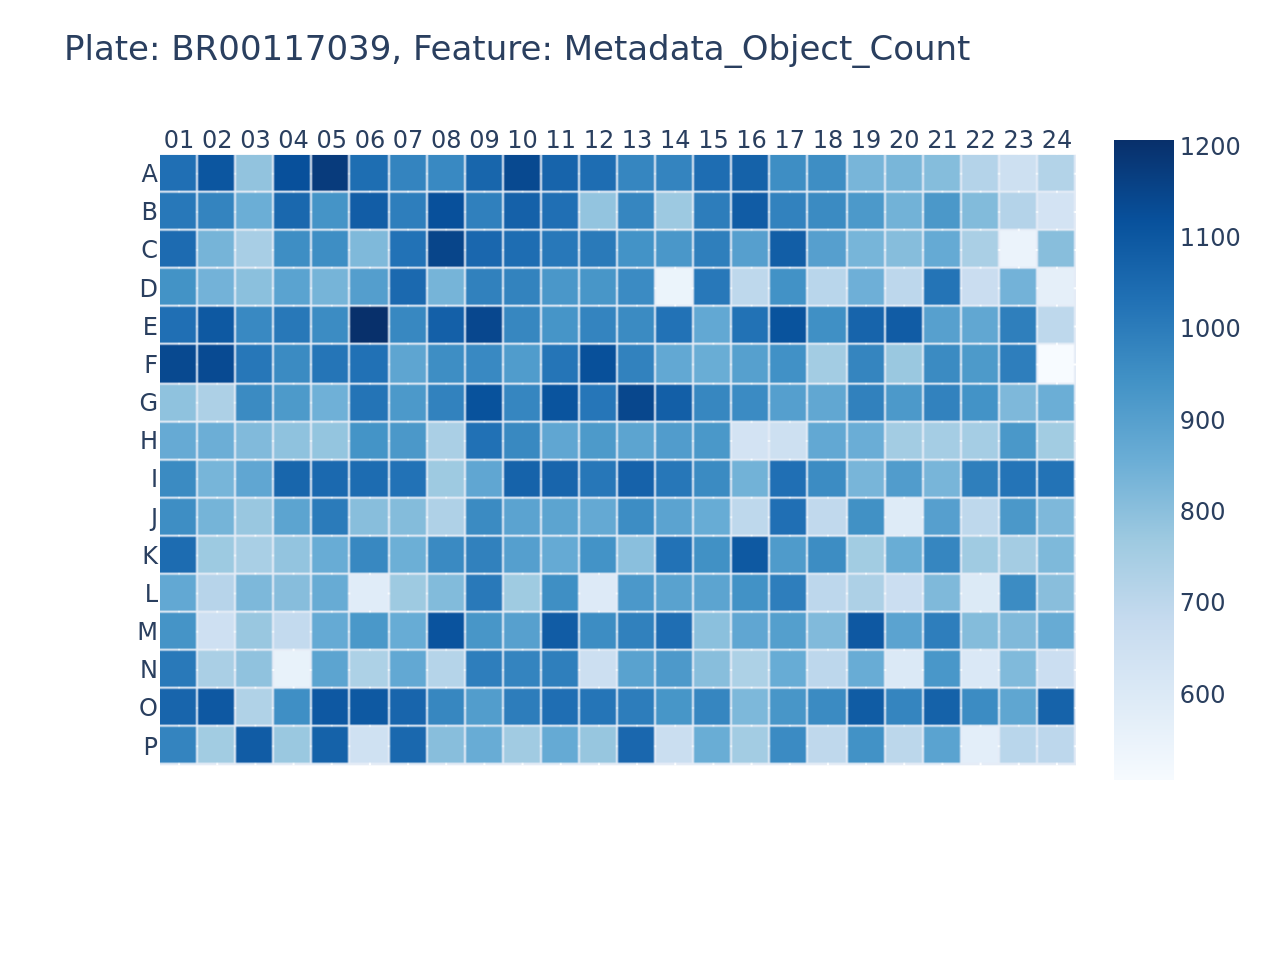 Plate: BR00117039, Feature: Metadata_Object_Count
01 02 03 04 05 06 07 08 09 10 11 12 13 14 15 16 17 18 19 20 21 22 23 24
A
B
C
D
E
F
G
H
I
J
K
L
M
N
O
P
1200
1100
1000
900
800
700
600